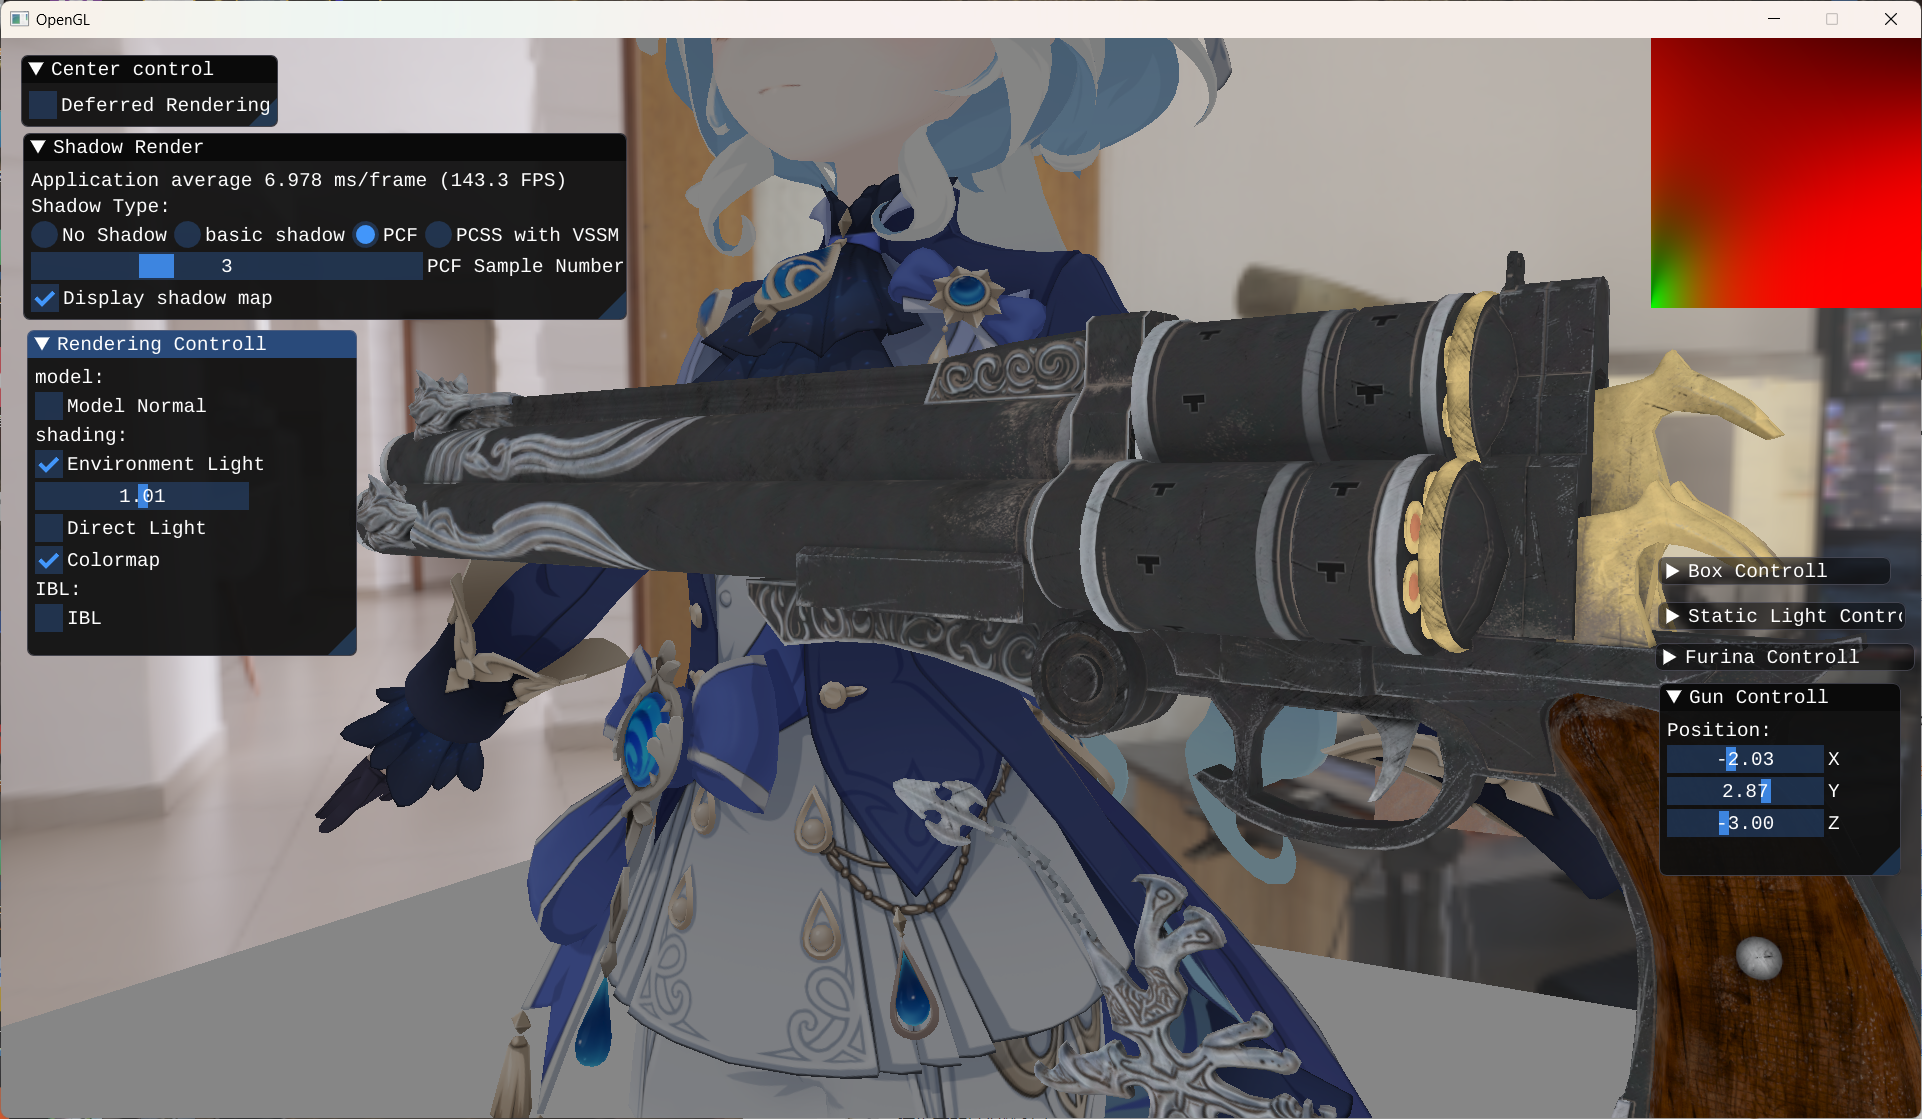 OpenGL
Center control
Deferred Rendering
Shadow Render
Application average 6.978 ms/frame (143.3 FPS)
Shadow Type:
No Shadow basic shadow PCF PCSS with VSSM
3 PCF Sample Number
Display shadow map
Rendering Controll
model:
Model Normal
shading:
Environment Light
1.01
Direct Light
Colormap
IBL:
IBL
Box Controll
Static Light Contro
Furina Controll
Gun Controll
Position:
-2.03 X
2.87 Y
-3.00 Z